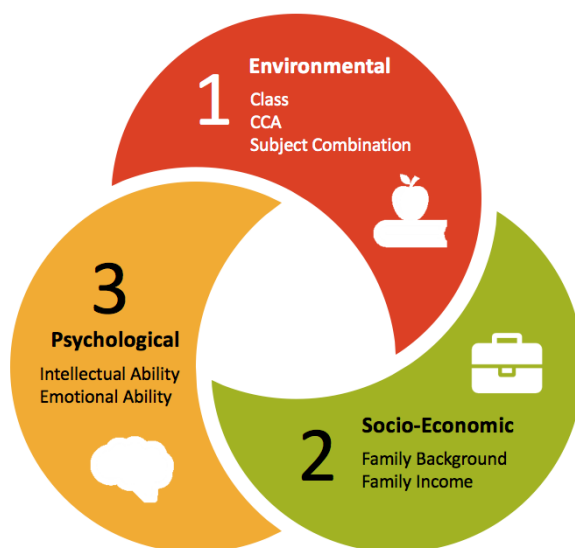 1
Environmental
Class
CCA
Subject Combination
2
Socio-Economic
Family Background
Family Income
3
Psychological
Intellectual Ability
Emotional Ability